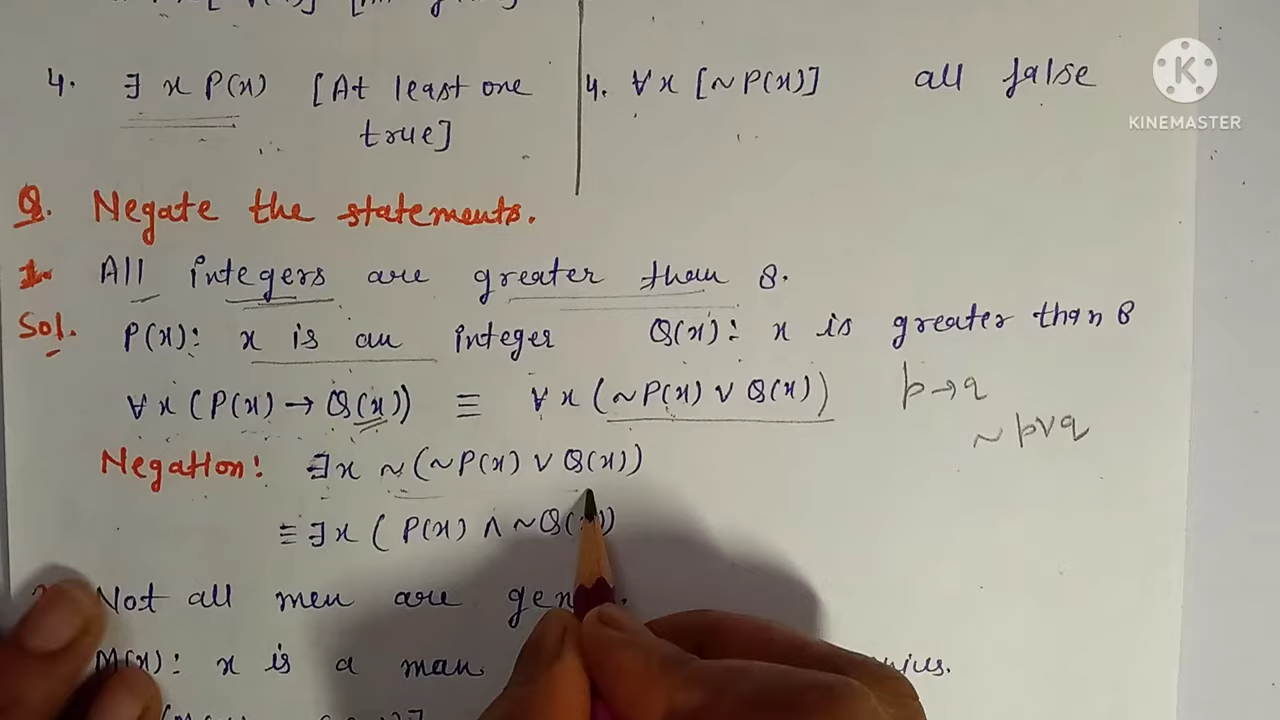 4. ∃ x P(x) [At least one true]
4. ∀x [~P(x)] all false
KINEMASTER
Q. Negate the statements.
1. All integers are greater than 8.
Sol. P(x): x is an integer Q(x): x is greater than 8
∀x (P(x) → Q(x)) ≡ ∀x (~P(x) ∨ Q(x)) p→q
~p∨q
Negation: ∃x ~(~P(x) ∨ Q(x))
≡ ∃x (P(x) ∧ ~Q(x))
Not all men are
M(x): x is a man.